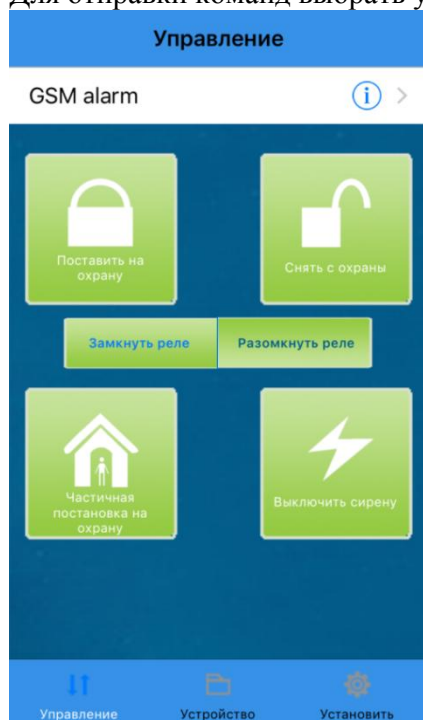 Для отправки команд выбрать у
Управление
GSM alarm
Поставить на
охрану
Снять с охраны
Замкнуть реле
Разомкнуть реле
Частичная
постановка на
охрану
Выключить сирену
Управление
Устройство
Установить